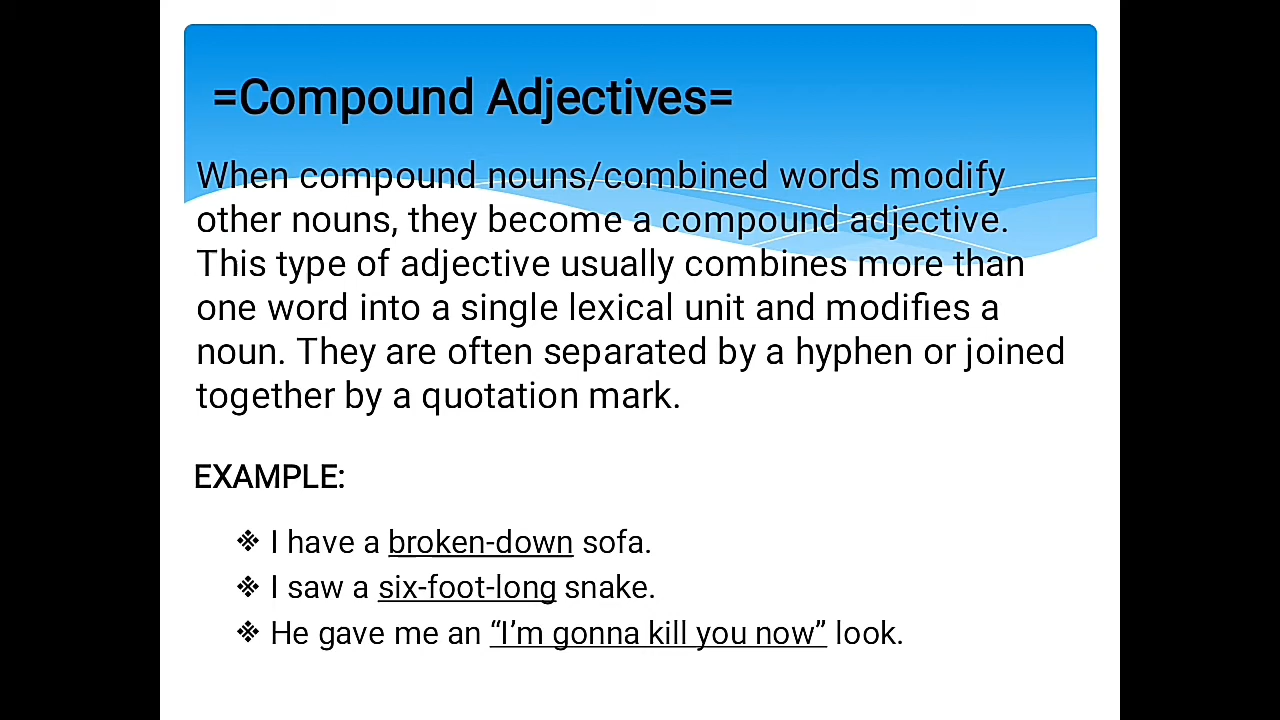 =Compound Adjectives=
When compound nouns/combined words modify
other nouns, they become a compound adjective.
This type of adjective usually combines more than
one word into a single lexical unit and modifies a
noun. They are often separated by a hyphen or joined
together by a quotation mark.
EXAMPLE:
❖ I have a broken-down sofa.
❖ I saw a six-foot-long snake.
❖ He gave me an “I’m gonna kill you now” look.